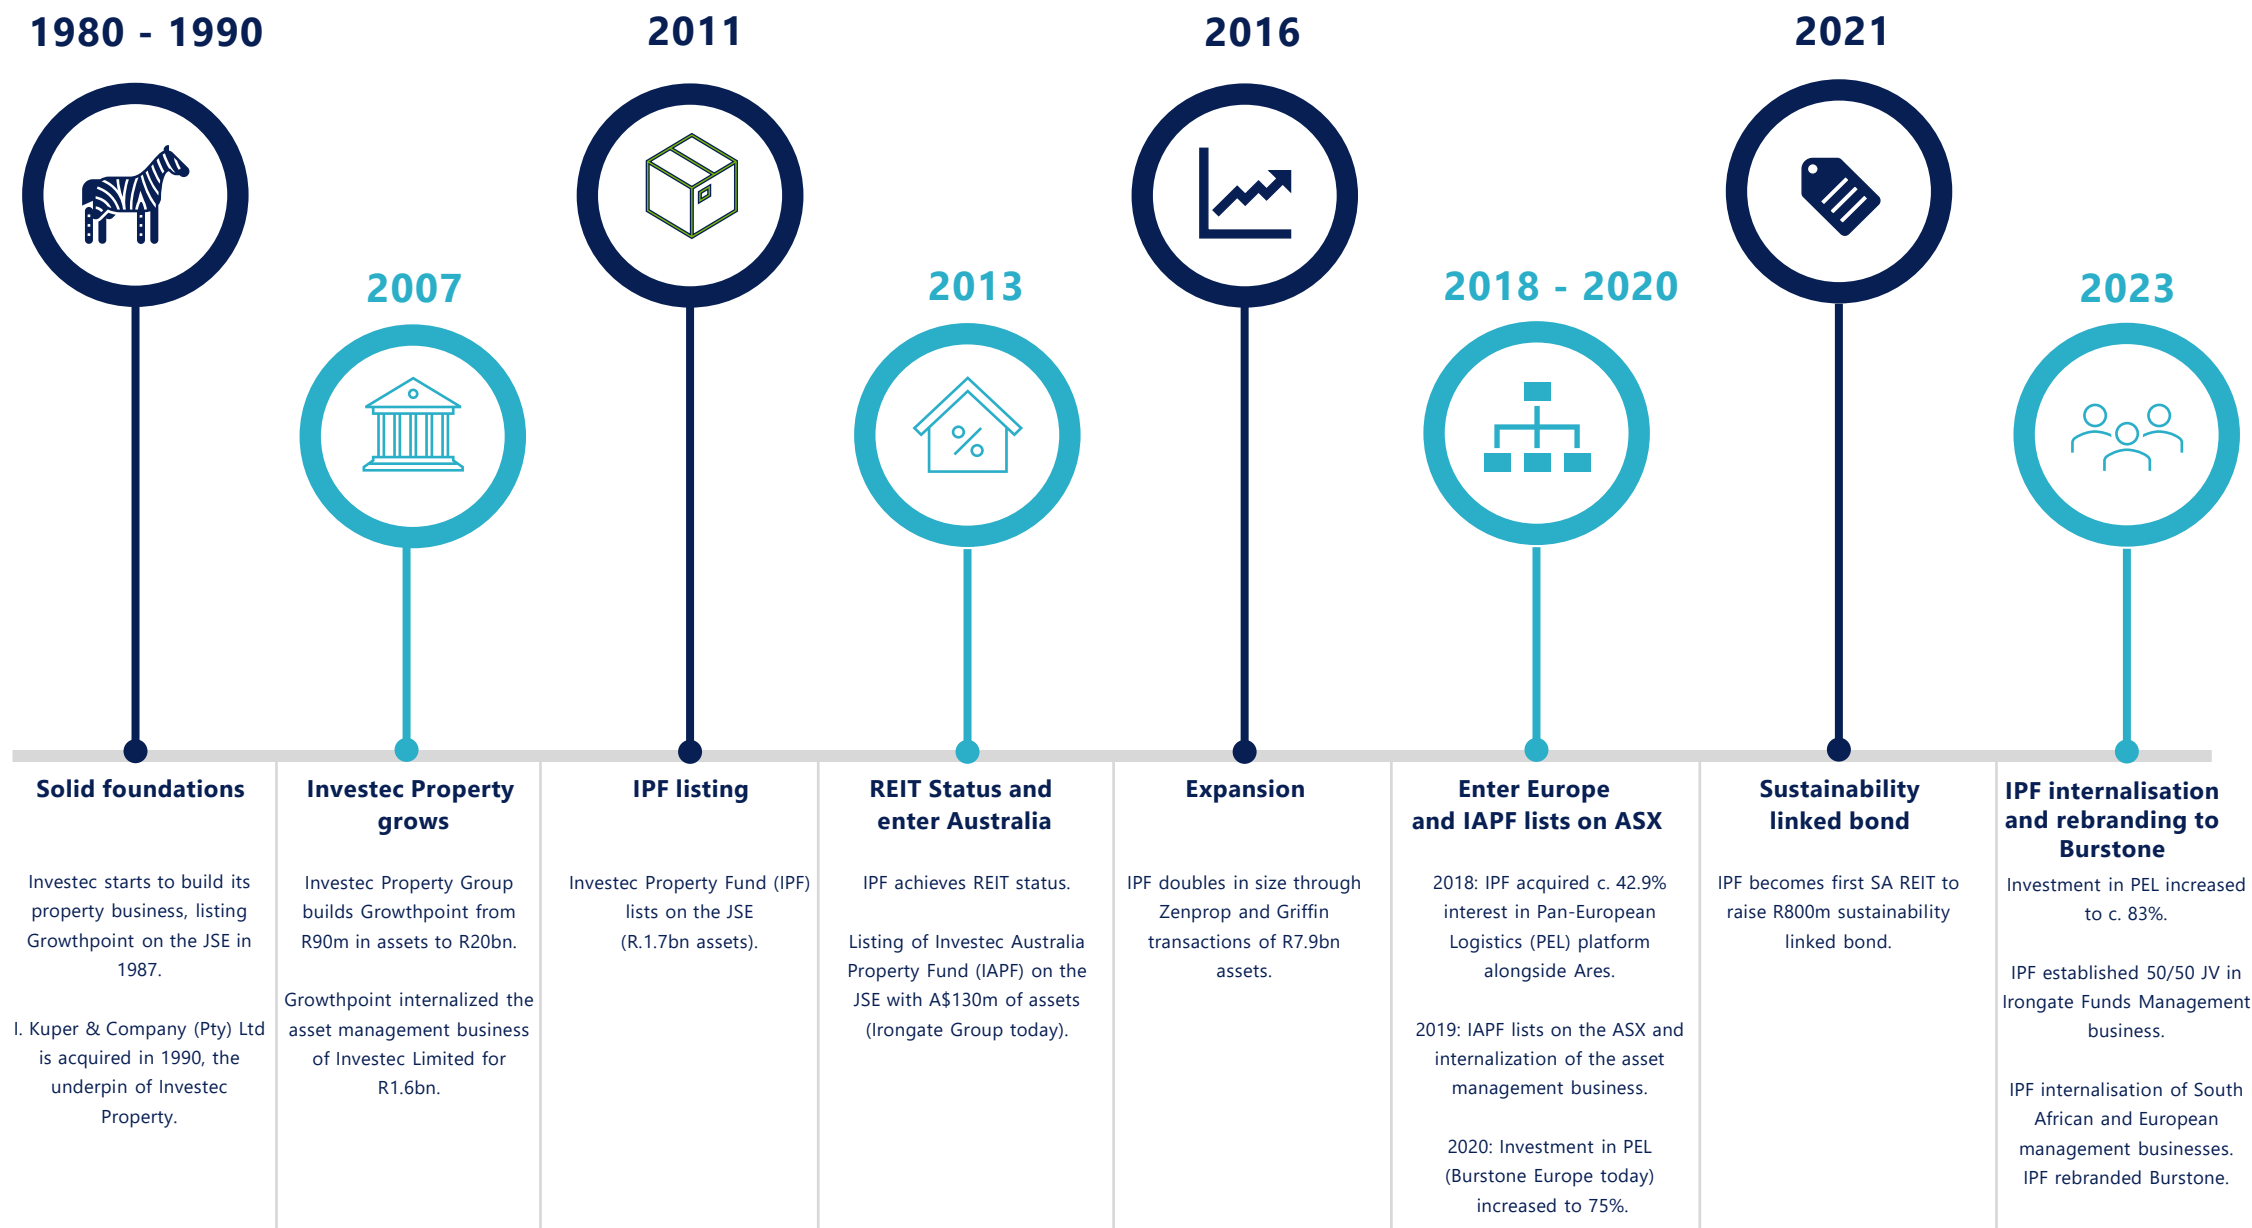 1980 - 1990
Solid foundations
Investec starts to build its
property business, listing
Growthpoint on the JSE in
1987.
I. Kuper & Company (Pty) Ltd
is acquired in 1990, the
underpin of Investec
Property.
2007
Investec Property
grows
Investec Property Group
builds Growthpoint from
R90m in assets to R20bn.
Growthpoint internalized the
asset management business
of Investec Limited for
R1.6bn.
2011
IPF listing
Investec Property Fund (IPF)
lists on the JSE
(R.1.7bn assets).
2013
REIT Status and
enter Australia
IPF achieves REIT status.
Listing of Investec Australia
Property Fund (IAPF) on the
JSE with A$130m of assets
(Irongate Group today).
2016
Expansion
IPF doubles in size through
Zenprop and Griffin
transactions of R7.9bn
assets.
2018 - 2020
Enter Europe
and IAPF lists on ASX
2018: IPF acquired c. 42.9%
interest in Pan-European
Logistics (PEL) platform
alongside Ares.
2019: IAPF lists on the ASX and
internalization of the asset
management business.
2020: Investment in PEL
(Burstone Europe today)
increased to 75%.
2021
Sustainability
linked bond
IPF becomes first SA REIT to
raise R800m sustainability
linked bond.
2023
IPF internalisation
and rebranding to
Burstone
Investment in PEL increased
to c. 83%.
IPF established 50/50 JV in
Irongate Funds Management
business.
IPF internalisation of South
African and European
management businesses.
IPF rebranded Burstone.